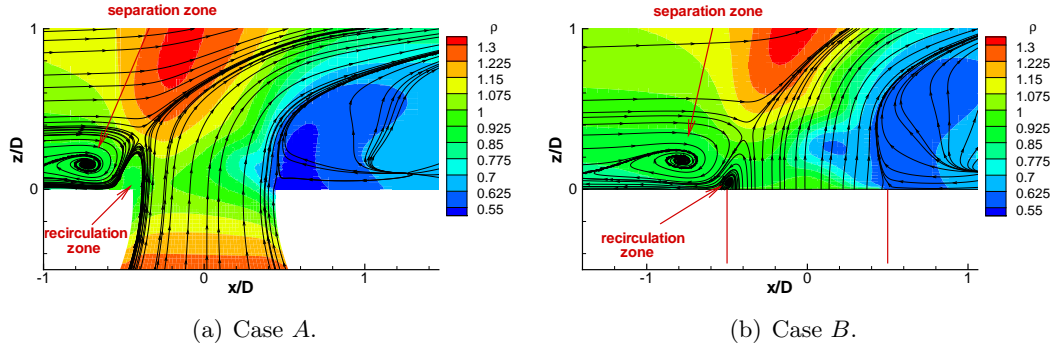 separation zone
ρ
1.3
1.225
1.15
1.075
1
0.925
0.85
0.775
0.7
0.625
0.55
z/D
1
0
recirculation
zone
-1
0
1
x/D
(a) Case A.
separation zone
ρ
1.3
1.225
1.15
1.075
1
0.925
0.85
0.775
0.7
0.625
0.55
z/D
1
0
recirculation
zone
-1
0
1
x/D
(b) Case B.